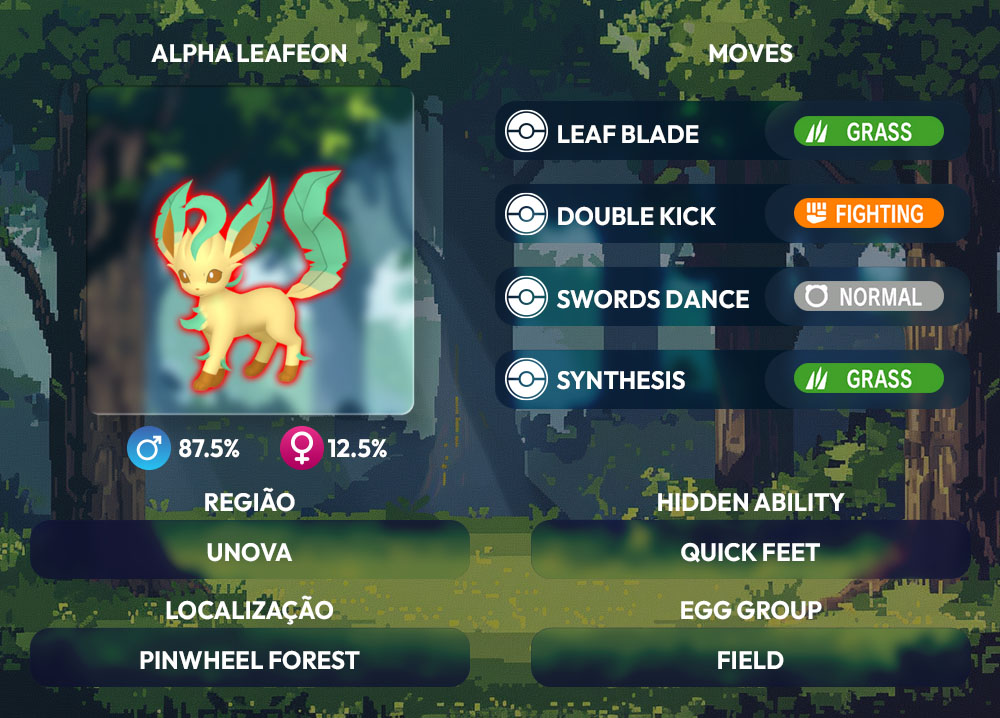 ALPHA LEAFEON
87.5%
12.5%
REGIÃO
UNOVA
LOCALIZAÇÃO
PINWHEEL FOREST
MOVES
LEAF BLADE GRASS
DOUBLE KICK FIGHTING
SWORDS DANCE NORMAL
SYNTHESIS GRASS
HIDDEN ABILITY
QUICK FEET
EGG GROUP
FIELD